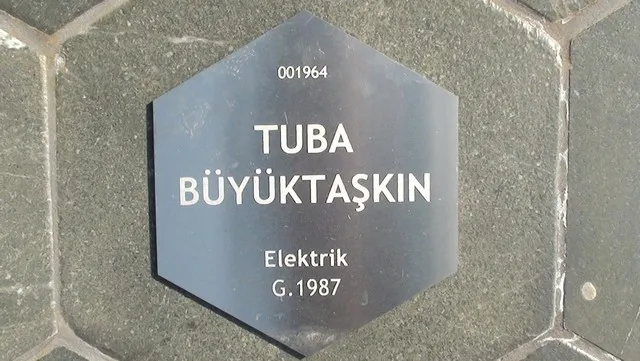 001964
TUBA
BÜYÜKTAŞKIN
Elektrik
G.1987